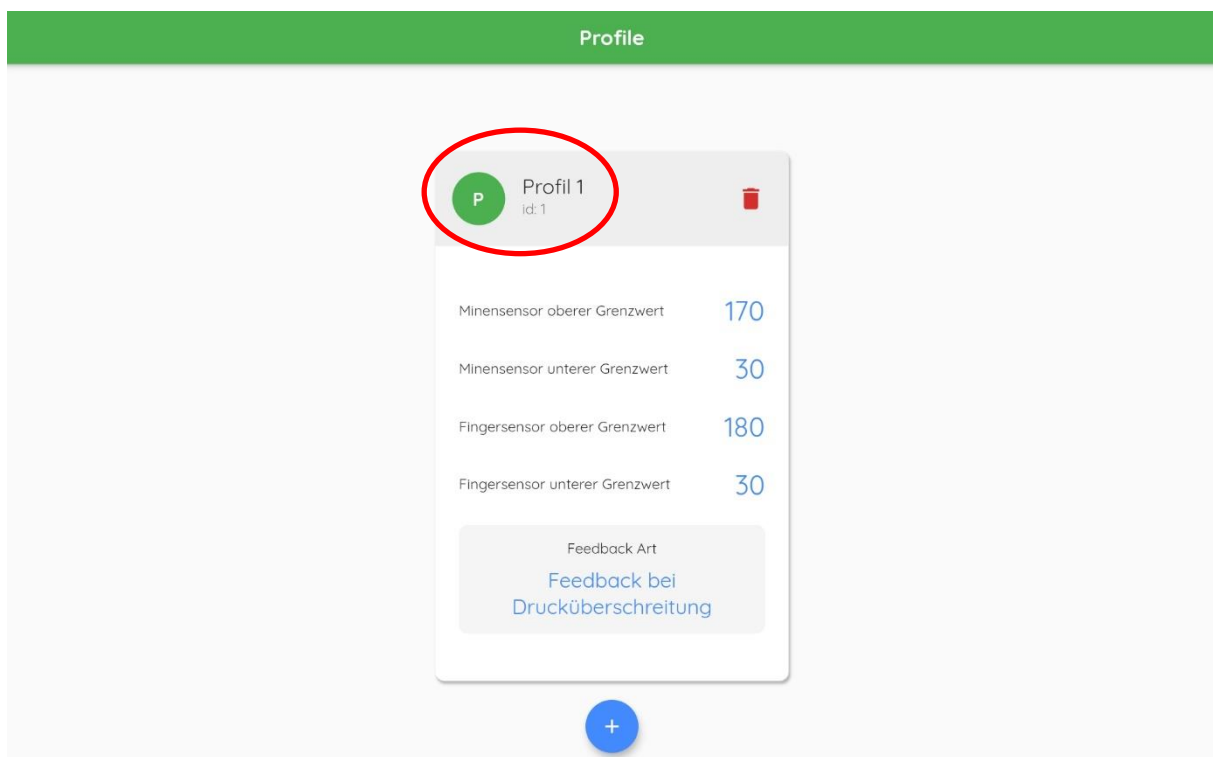 Profile
P
Profil 1
id: 1
Minensensor oberer Grenzwert 170
Minensensor unterer Grenzwert 30
Fingersensor oberer Grenzwert 180
Fingersensor unterer Grenzwert 30
Feedback Art
Feedback bei
Drucküberschreitung
+